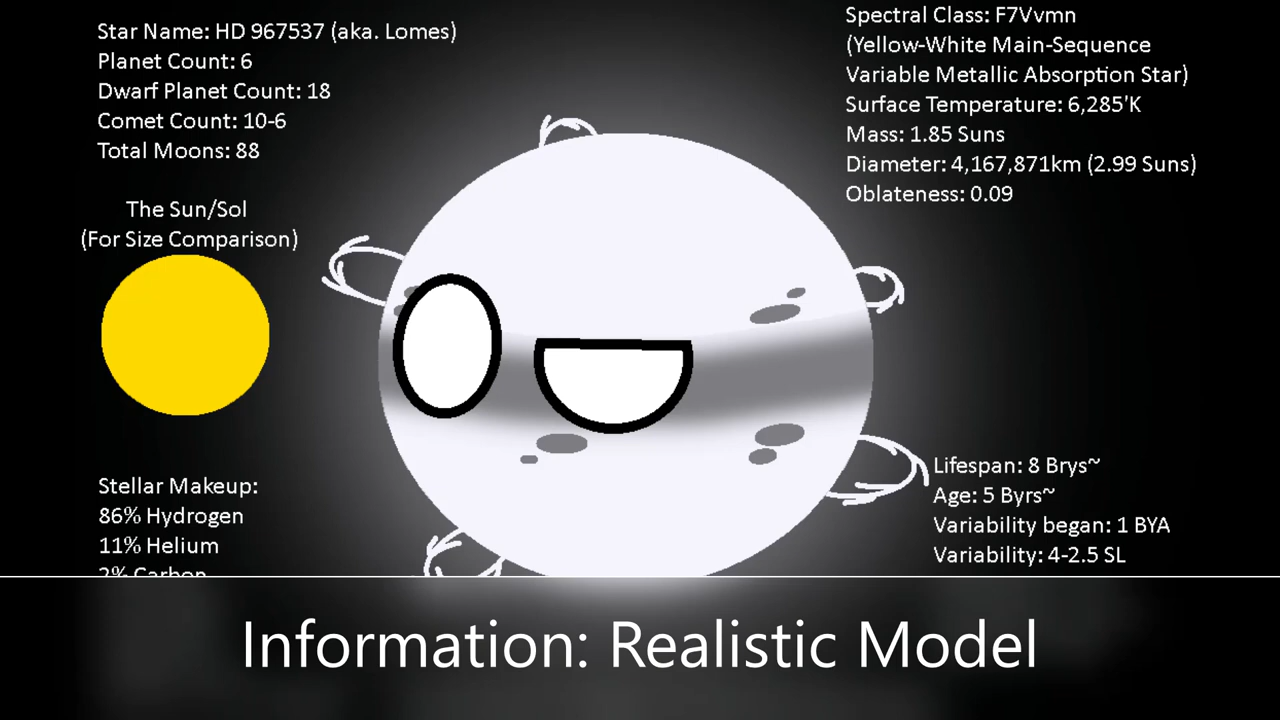 Star Name: HD 967537 (aka. Lomes)
Planet Count: 6
Dwarf Planet Count: 18
Comet Count: 10-6
Total Moons: 88
The Sun/Sol
(For Size Comparison)
Stellar Makeup:
86% Hydrogen
11% Helium
2% Carbon
Spectral Class: F7Vvmn
(Yellow-White Main-Sequence
Variable Metallic Absorption Star)
Surface Temperature: 6,285'K
Mass: 1.85 Suns
Diameter: 4,167,871km (2.99 Suns)
Oblateness: 0.09
Lifespan: 8 Brys~
Age: 5 Byrs~
Variability began: 1 BYA
Variability: 4-2.5 SL
Information: Realistic Model